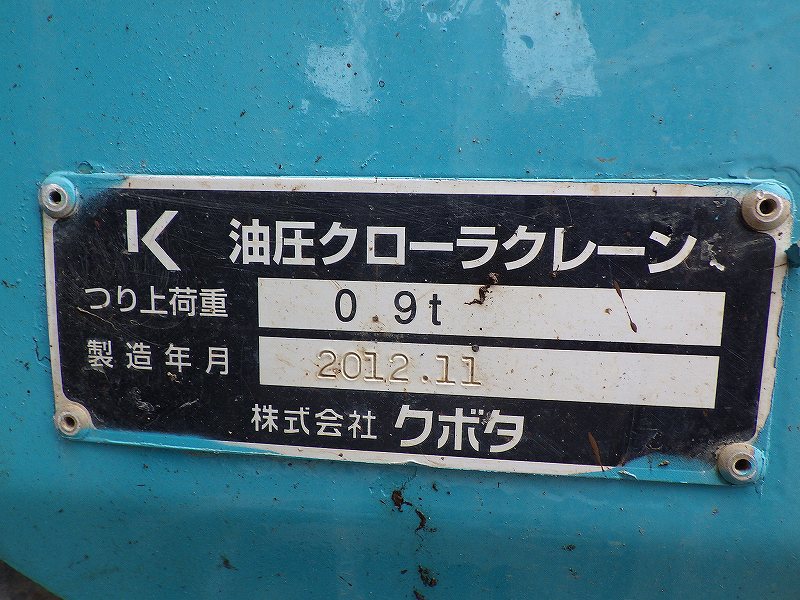 K 油圧クローラクレーン
つり上荷重 0.9t
製造年月 2012.11
株式会社 クボタ